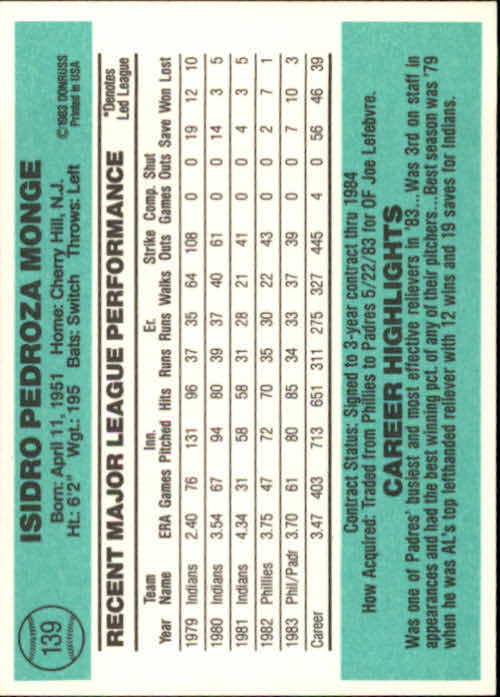 139
ISIDRO PEDROZA MONGE
Born: April 11, 1951 Home: Cherry Hill, N.J.
Ht.: 6'2" Wgt.: 195 Bats: Switch Throws: Left
©1983 DONRUSS
Printed in USA
RECENT MAJOR LEAGUE PERFORMANCE
*Denotes
Led League
Team Inn. Er. Strike Comp. Shut
Year Name ERA Games Pitched Hits Runs Runs Walks Outs Games Outs Save Won Lost
1979 Indians 2.40 76 131 96 37 35 64 108 0 0 19 12 10
1980 Indians 3.54 67 94 80 39 37 40 61 0 0 14 3 5
1981 Indians 4.34 31 58 58 31 28 21 41 0 0 4 3 5
1982 Phillies 3.75 47 72 70 35 30 22 43 0 0 2 7 1
1983 Phil/Padr 3.70 61 80 85 34 33 37 39 0 0 7 10 3
Career 3.47 403 713 651 311 275 327 445 4 0 56 46 39
Contract Status: Signed to 3-year contract thru 1984
How Acquired: Traded from Phillies to Padres 5/22/83 for OF Joe Lefebvre.
CAREER HIGHLIGHTS
Was one of Padres' busiest and most effective relievers in '83...Was 3rd on staff in
appearances and had the best winning pct. of any of their pitchers...Best season was '79
when he was AL's top lefthanded reliever with 12 wins and 19 saves for Indians.